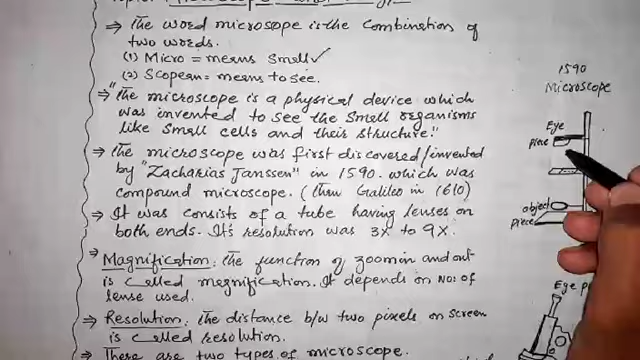 ⇒ The word microscope is the combination of
two words.
(1) Micro = means small ✓
(2) Scopean = means to see.
⇒ "The microscope is a physical device which
was invented to see the small organisms
like small cells and their structure."
⇒ The microscope was first discovered/invented
by "Zacharias Janssen" in 1590. which was
compound microscope. (then Galileo in 1610)
⇒ It was consists of a tube having lenses on
both ends. It's resolution was 3X to 9X.
⇒ Magnification: The function of zoom in and out
is called magnification. It depends on No: of
lense used.
⇒ Resolution: The distance b/w two pixels on screen
is called resolution.
⇒ There are two types of microscope.
1590
Microscope
Eye
piece
object
piece
Eye